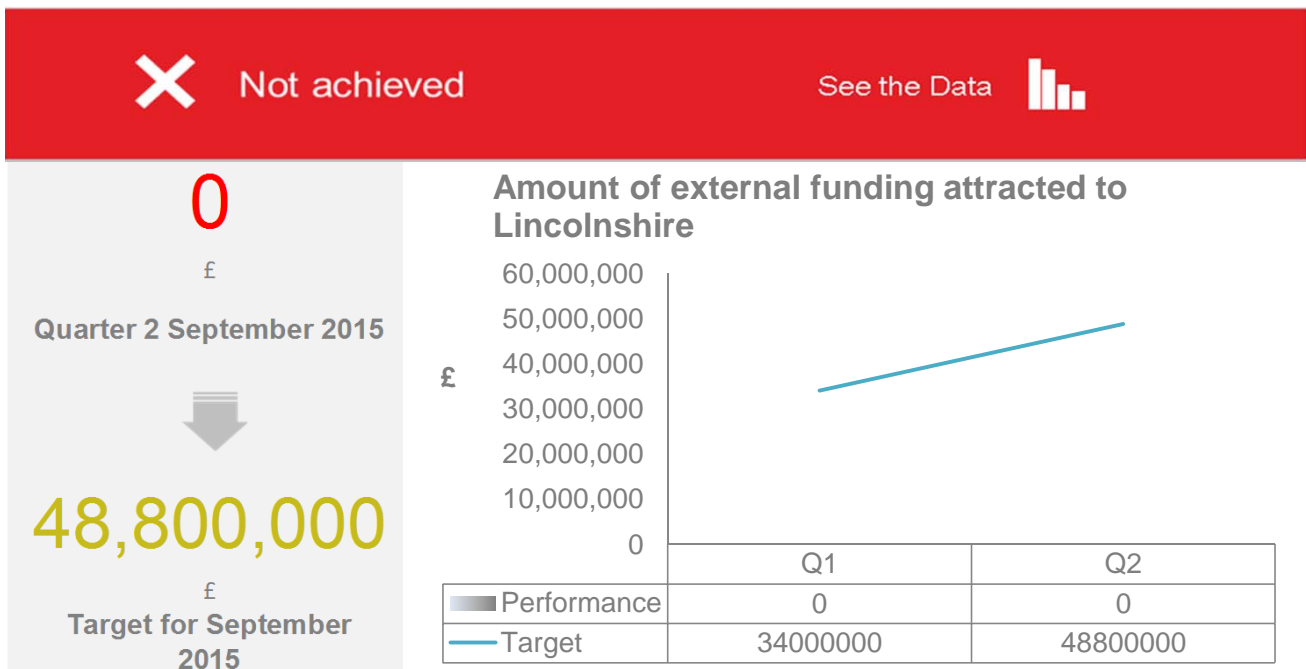 Not achieved
See the Data
0
£
Quarter 2 September 2015
48,800,000
£
Target for September
2015
Amount of external funding attracted to
Lincolnshire
£
60,000,000
50,000,000
40,000,000
30,000,000
20,000,000
10,000,000
0
Q1 Q2
Performance 0 0
Target 34000000 48800000